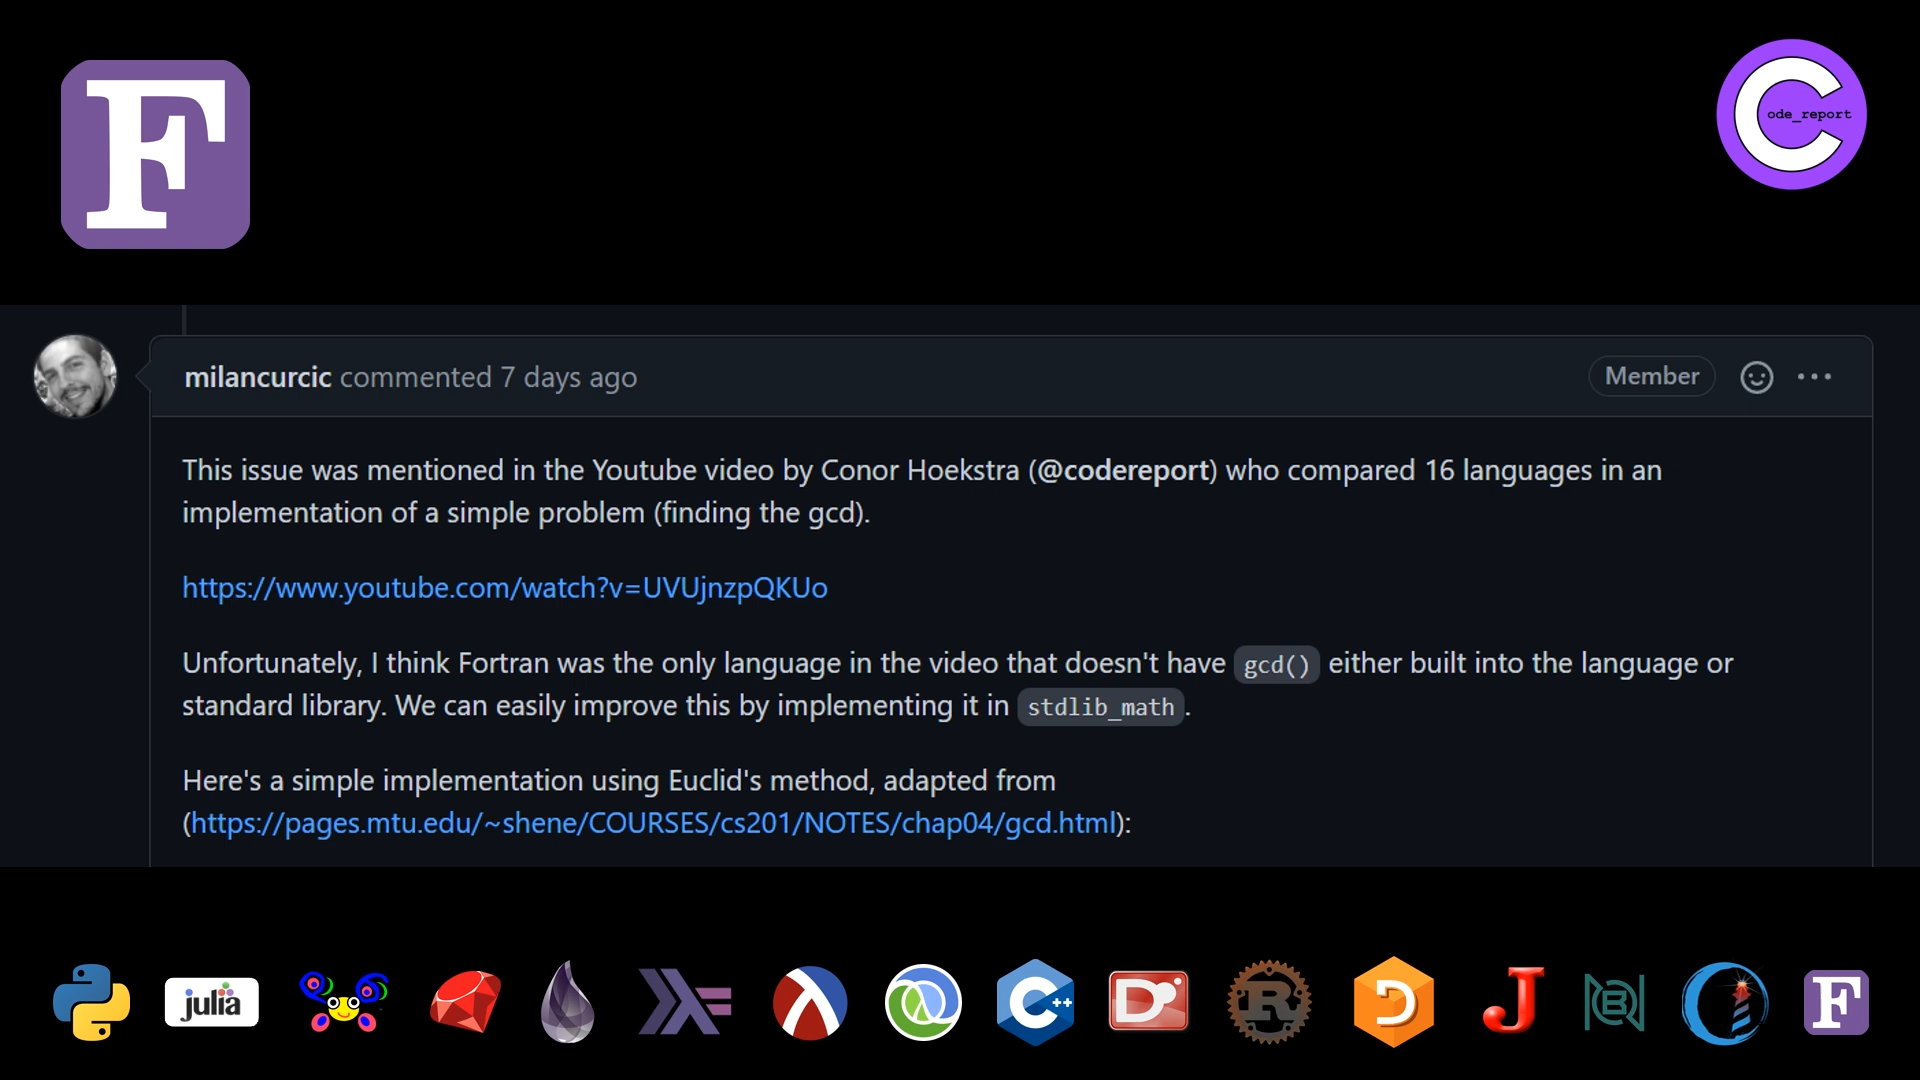 F
C
ode_report
milancurcic commented 7 days ago
Member
This issue was mentioned in the Youtube video by Conor Hoekstra (@codereport) who compared 16 languages in an
implementation of a simple problem (finding the gcd).
https://www.youtube.com/watch?v=UVUjnzpQKUo
Unfortunately, I think Fortran was the only language in the video that doesn't have gcd() either built into the language or
standard library. We can easily improve this by implementing it in stdlib_math.
Here's a simple implementation using Euclid's method, adapted from
(https://pages.mtu.edu/~shene/COURSES/cs201/NOTES/chap04/gcd.html):
julia
C++
D
R
D
J
BQN
F